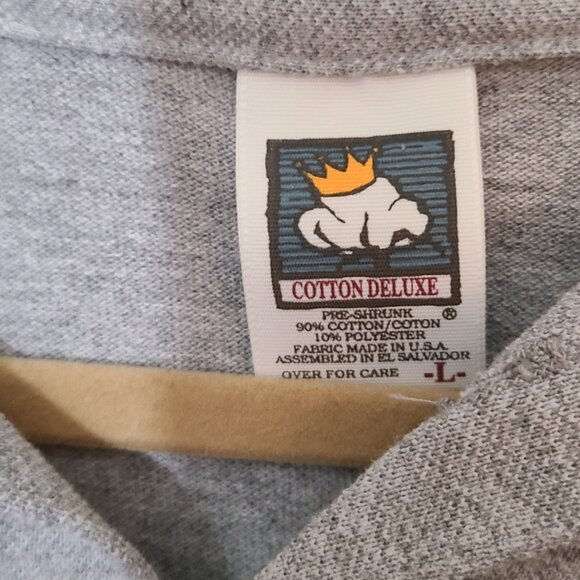 COTTON DELUXE
®
PRE-SHRUNK
90% COTTON/COTON
10% POLYESTER
FABRIC MADE IN U.S.A.
ASSEMBLED IN EL SALVADOR
OVER FOR CARE -L-